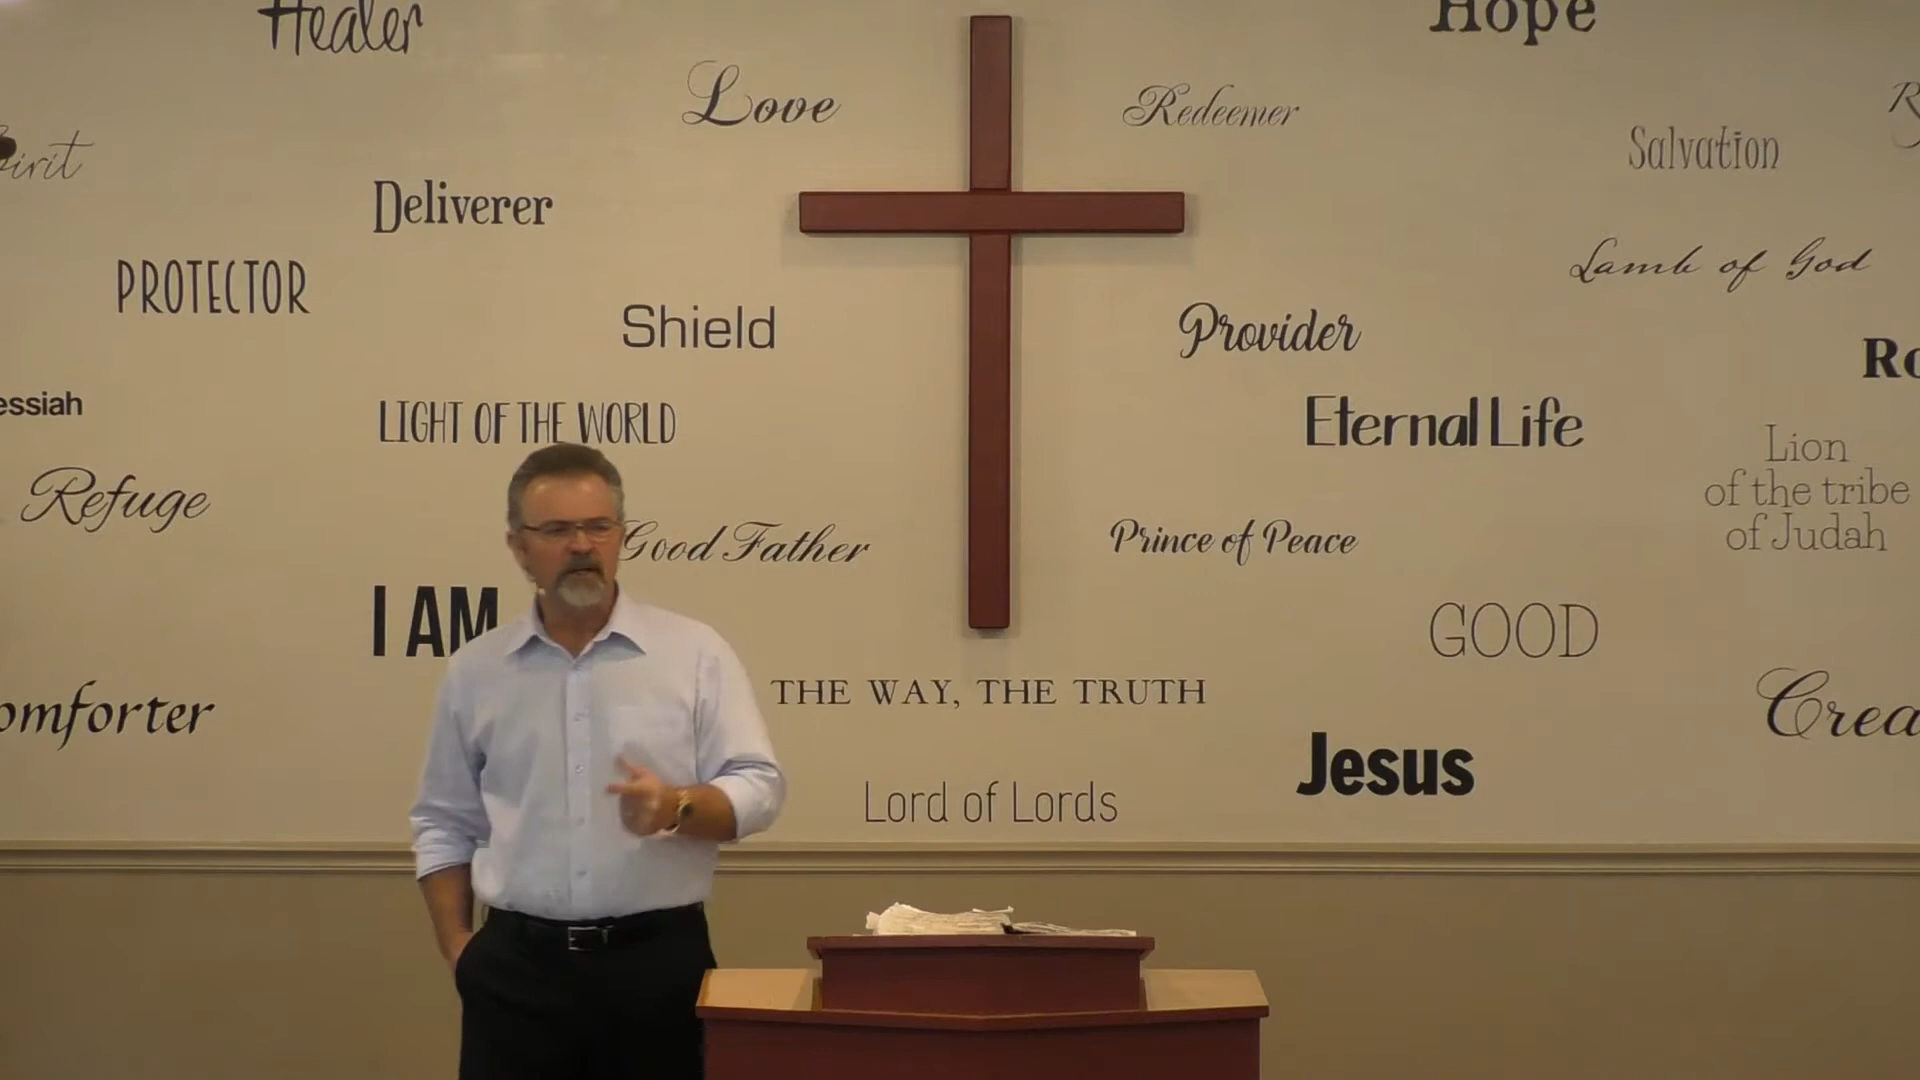 Healer
Hope
Love
Redeemer
Salvation
Deliverer
Lamb of God
PROTECTOR
Shield
Provider
LIGHT OF THE WORLD
Eternal Life
Lion
of the tribe
of Judah
Refuge
Good Father
Prince of Peace
I AM
GOOD
THE WAY, THE TRUTH
Jesus
Lord of Lords